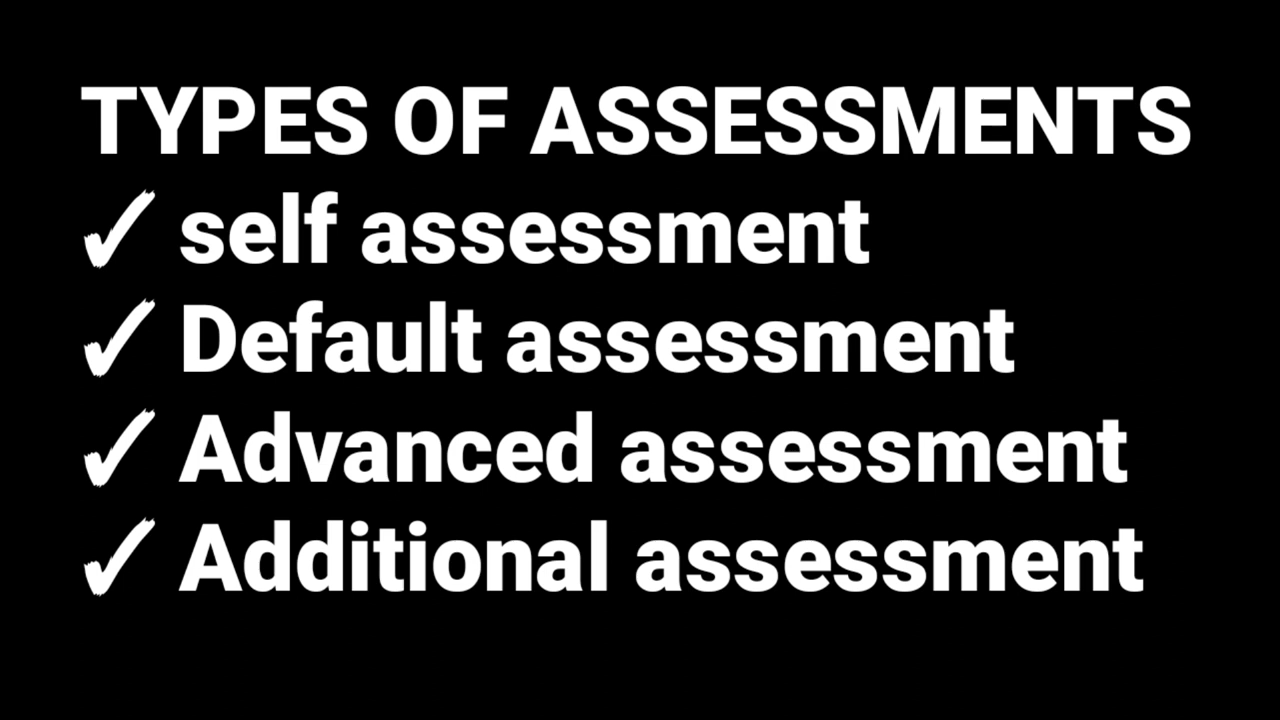 TYPES OF ASSESSMENTS
✓ self assessment
✓ Default assessment
✓ Advanced assessment
✓ Additional assessment